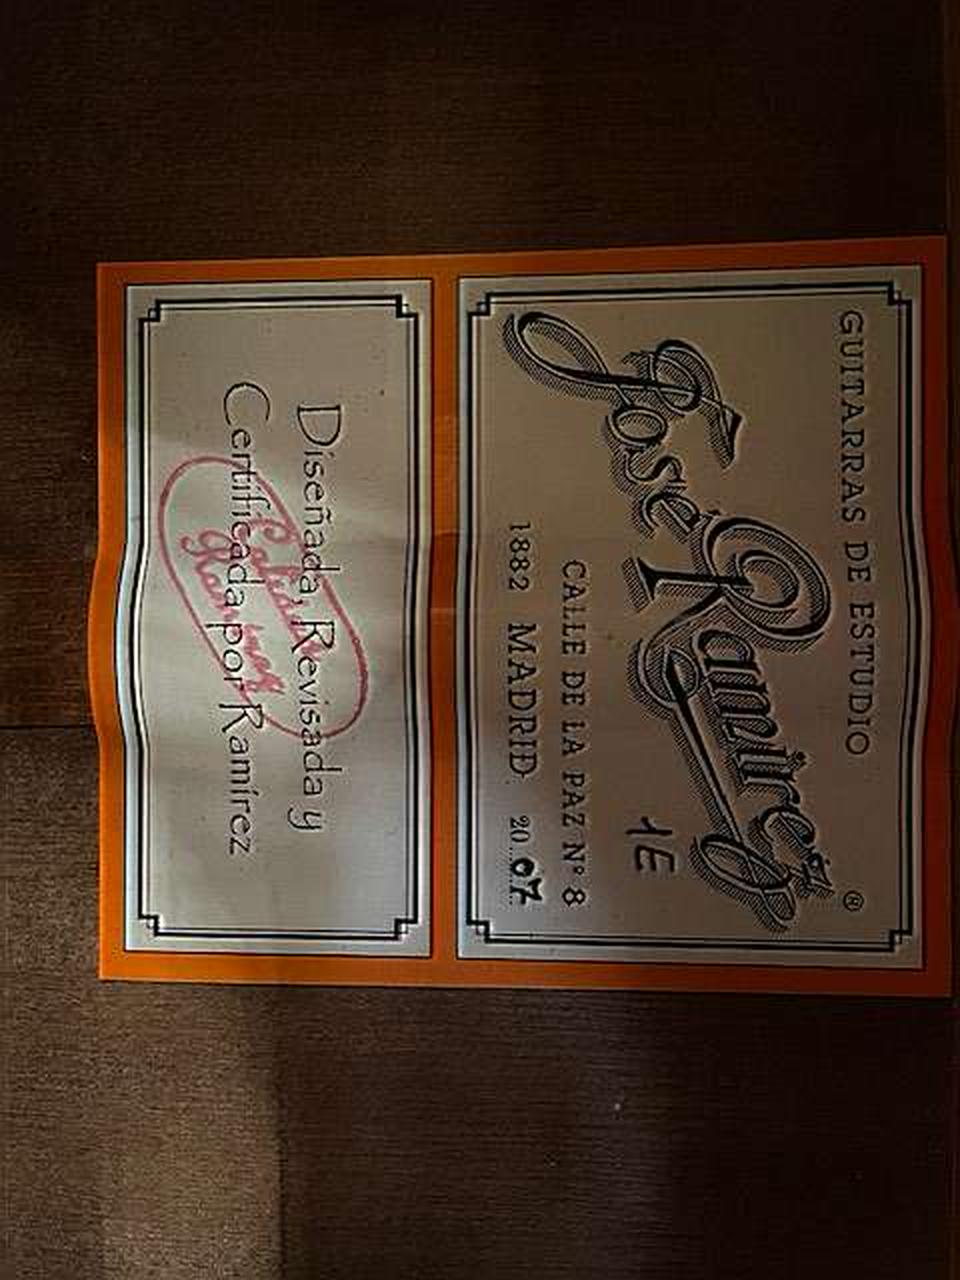 GUITARRAS DE ESTUDIO
José Ramírez ®
1E
CALLE DE LA PAZ Nº 8
1882 MADRID 20 07
Diseñada, Revisada y
Certificada por Ramírez
Ramírez